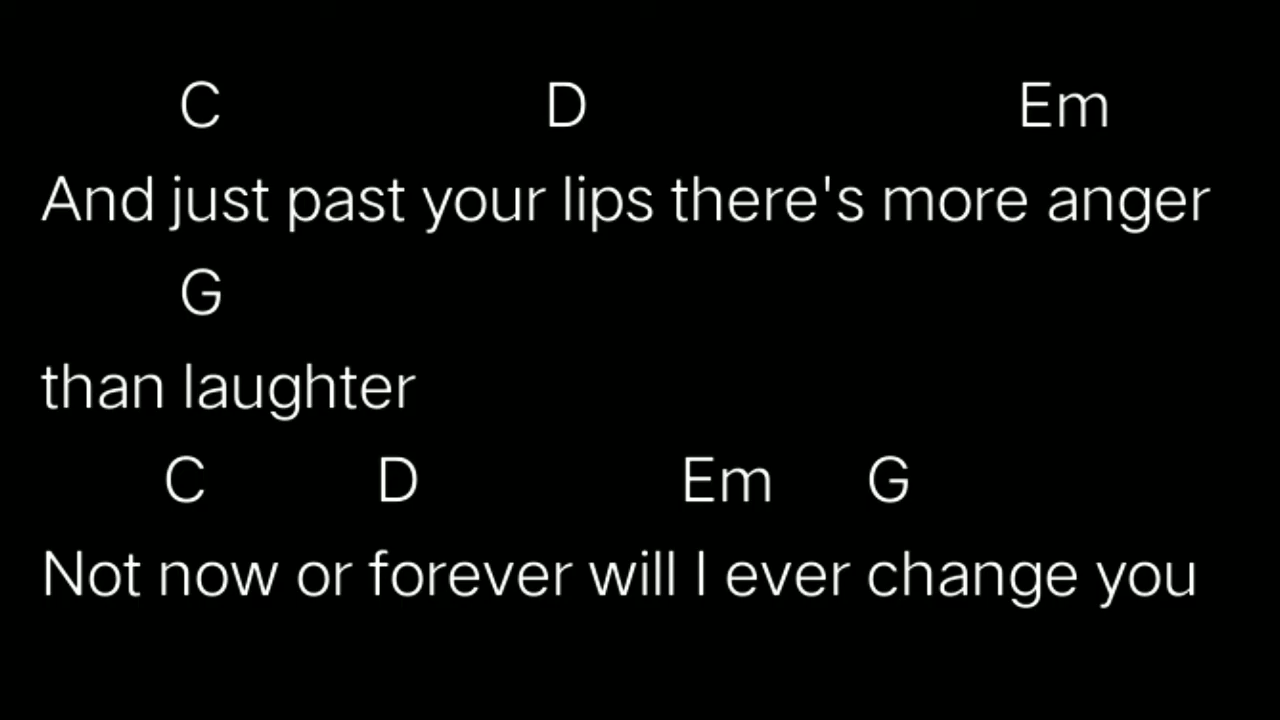 C D Em
And just past your lips there's more anger
G
than laughter
C D Em G
Not now or forever will I ever change you